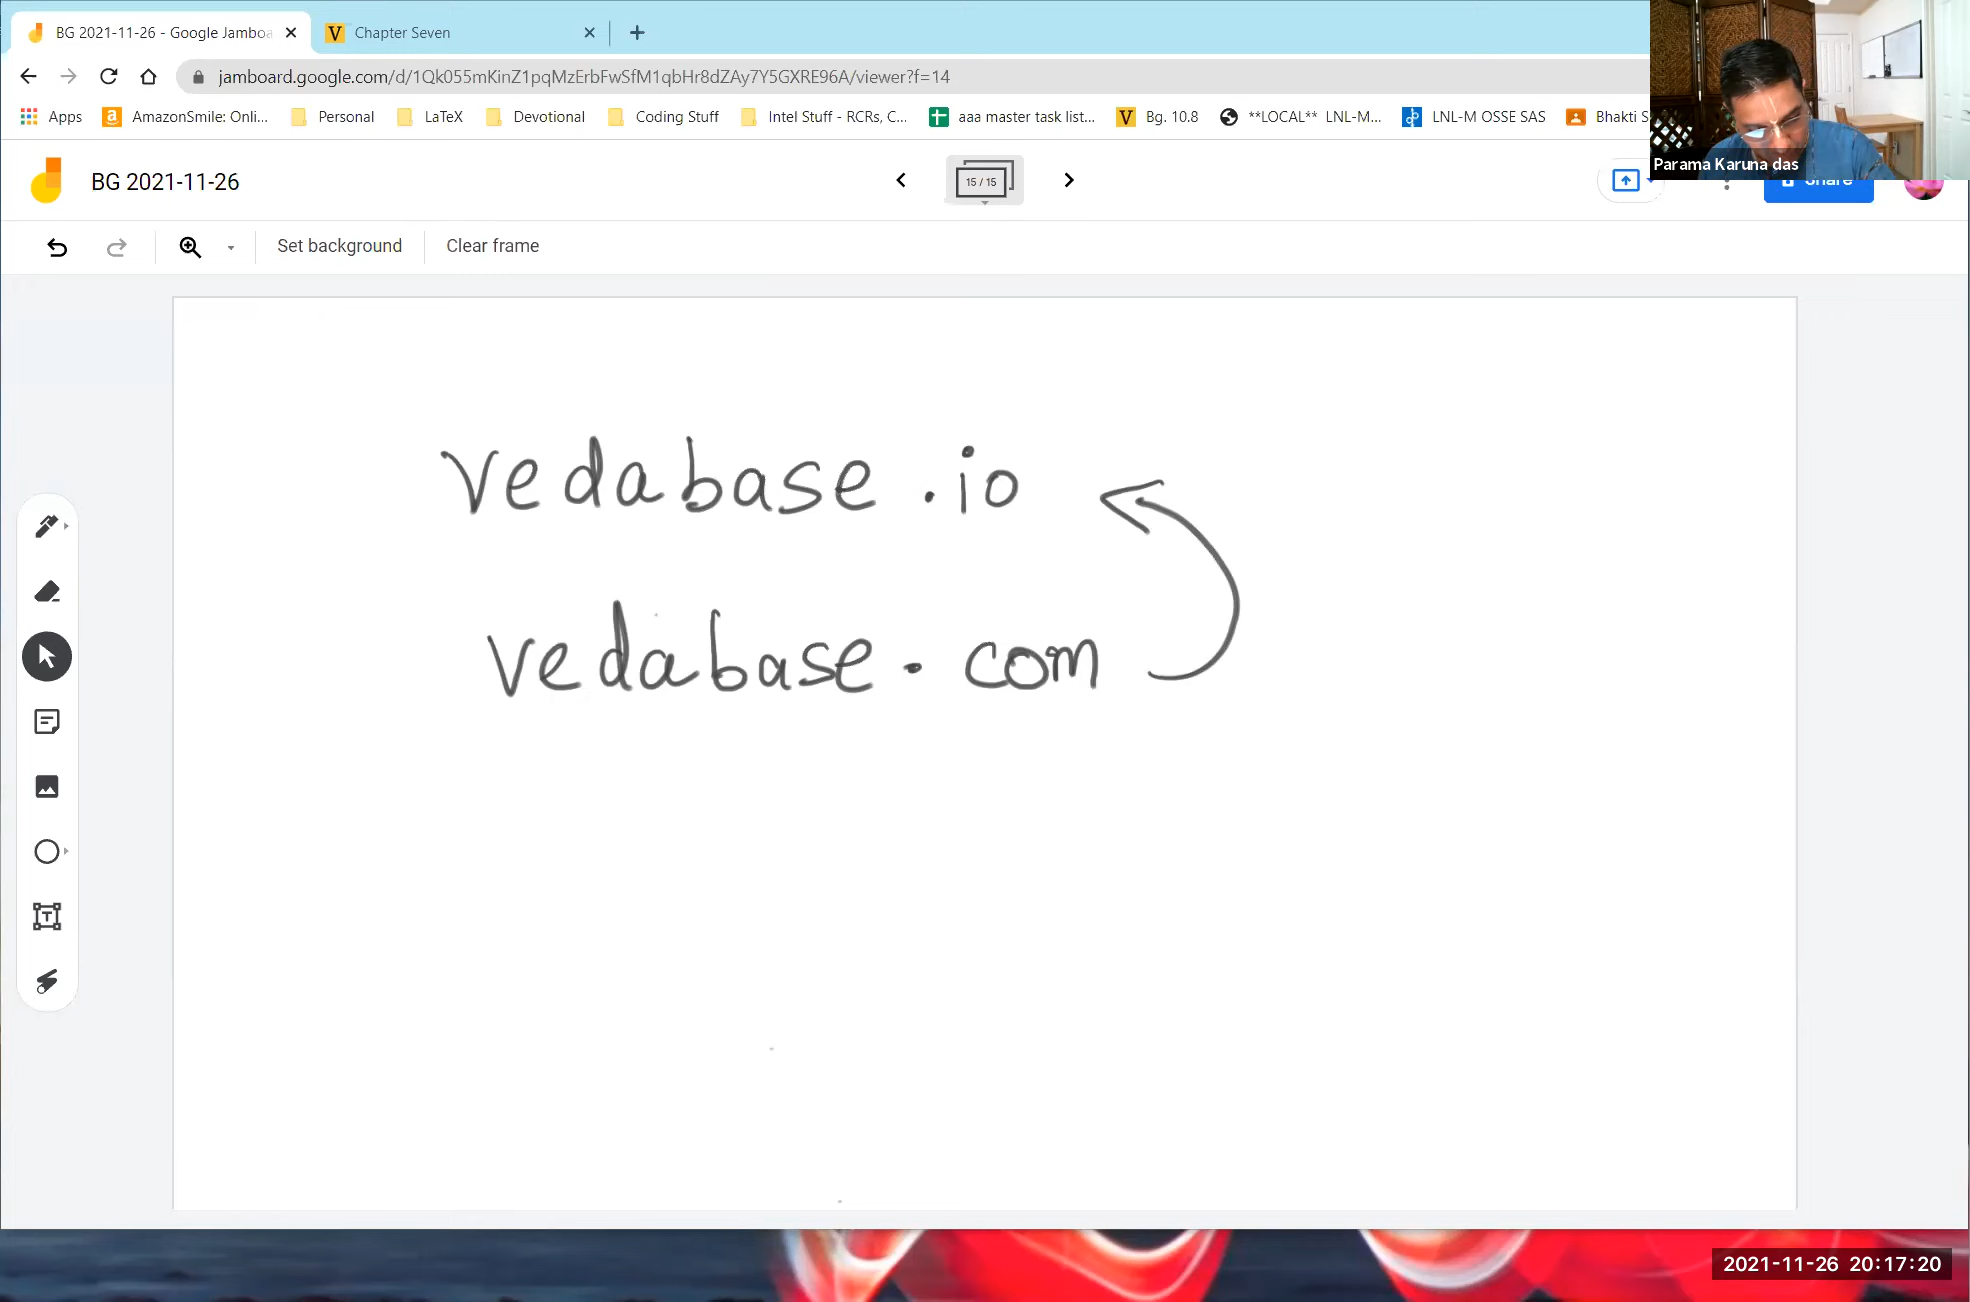 BG 2021-11-26 - Google Jamboa
Chapter Seven
jamboard.google.com/d/1Qk055mKinZ1pqMzErbFwSfM1qbHr8dZAy7Y5GXRE96A/viewer?f=14
Apps AmazonSmile: Onli... Personal LaTeX Devotional Coding Stuff Intel Stuff - RCRs, C... aaa master task list... Bg. 10.8 **LOCAL** LNL-M... LNL-M OSSE SAS Bhakti S
Parama Karuna das
BG 2021-11-26
15 / 15
Share
Set background Clear frame
vedabase.io
vedabase.com
2021-11-26 20:17:20